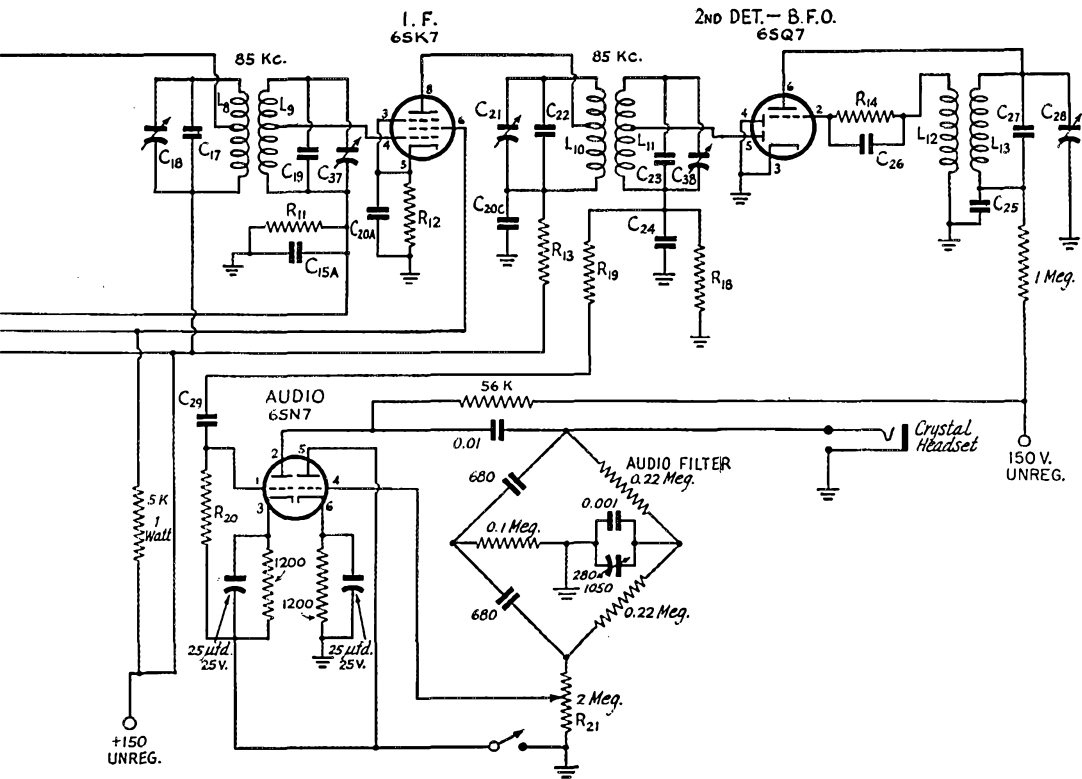 I. F.
6SK7
2ND DET.— B.F.O.
6SQ7
85 Kc.
85 Kc.
L8
L9
C18
C17
C19
C37
3
8
6
4
5
C20A
R12
R11
C15A
C21
C22
L10
L11
C23
C38
C20C
R13
R19
C24
R18
6
4
5
2
3
R14
C26
L12
L13
C27
C28
C25
1 Meg.
C29
AUDIO
6SN7
2
5
1
4
3
6
R20
5K
1
Watt
1200
1200
25 µfd.
25V.
25 µfd.
25V.
56 K
0.01
Crystal
Headset
150 V.
UNREG.
AUDIO FILTER
680
0.22 Meg.
0.001
0.1 Meg.
1050
680
0.22 Meg.
2 Meg.
R21
+150
UNREG.